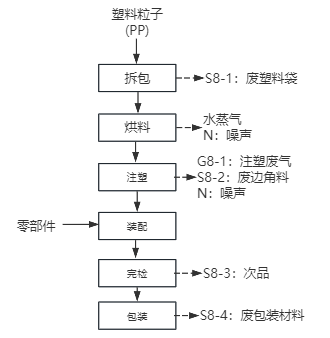 塑料粒子
(PP)
拆包
S8-1：废塑料袋
烘料
水蒸气
N：噪声
注塑
G8-1：注塑废气
S8-2：废边角料
N：噪声
零部件
装配
完检
S8-3：次品
包装
S8-4：废包装材料